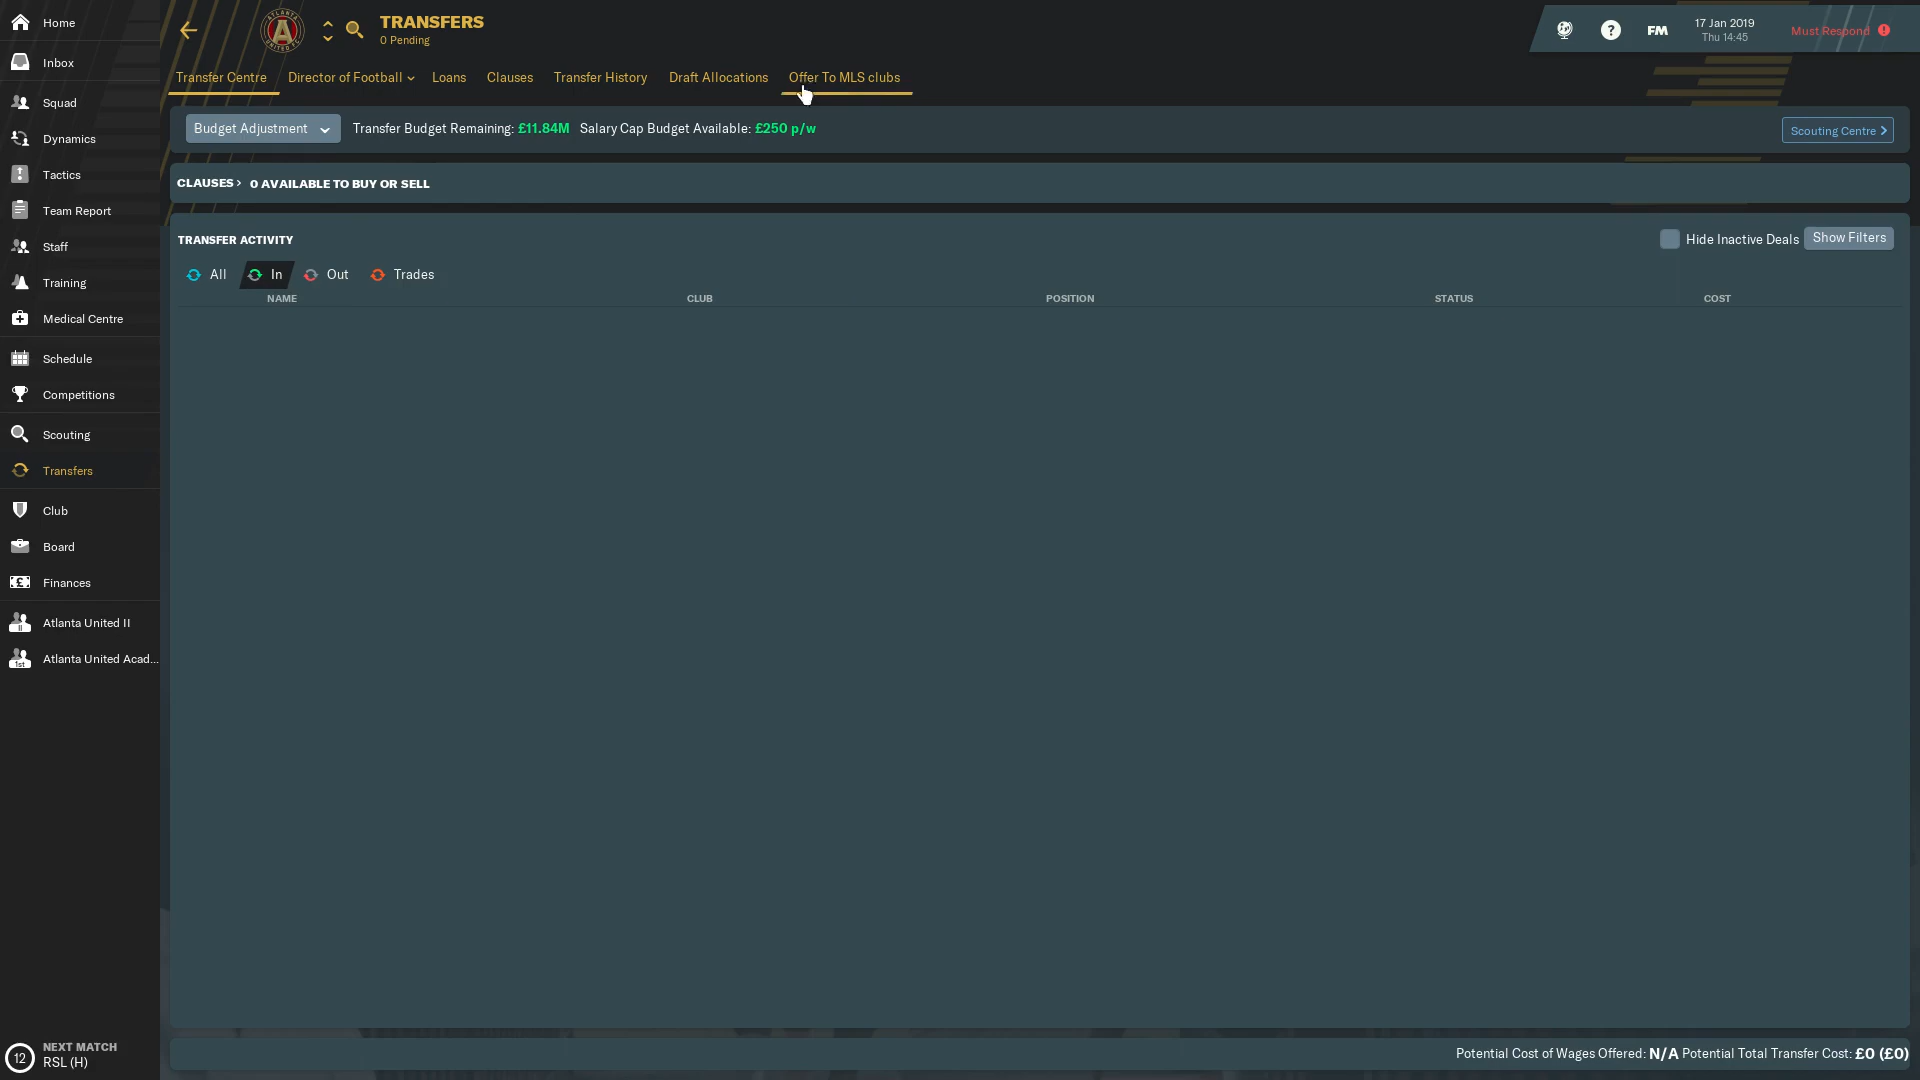 Home
Inbox
Squad
Dynamics
Tactics
Team Report
Staff
Training
Medical Centre
Schedule
Competitions
Scouting
Transfers
Club
Board
Finances
Atlanta United II
Atlanta United Acad...
12
NEXT MATCH
RSL (H)
TRANSFERS
0 Pending
FM
17 Jan 2019
Thu 14:45
Must Respond
Transfer Centre Director of Football Loans Clauses Transfer History Draft Allocations Offer To MLS clubs
Budget Adjustment Transfer Budget Remaining: £11.84M Salary Cap Budget Available: £250 p/w Scouting Centre >
CLAUSES > 0 AVAILABLE TO BUY OR SELL
TRANSFER ACTIVITY Hide Inactive Deals Show Filters
All In Out Trades
NAME CLUB POSITION STATUS COST
Potential Cost of Wages Offered: N/A Potential Total Transfer Cost: £0 (£0)